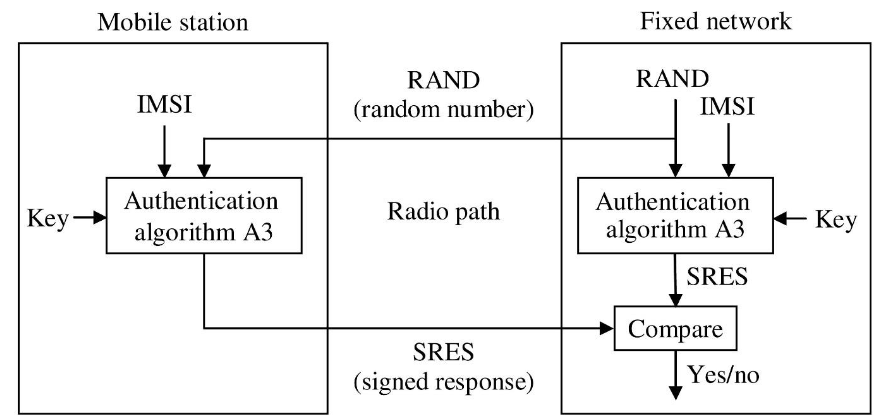 Mobile station
Fixed network
RAND
(random number)
RAND
IMSI
IMSI
Key
Authentication
algorithm A3
Radio path
Authentication
algorithm A3
Key
SRES
Compare
SRES
(signed response)
Yes/no